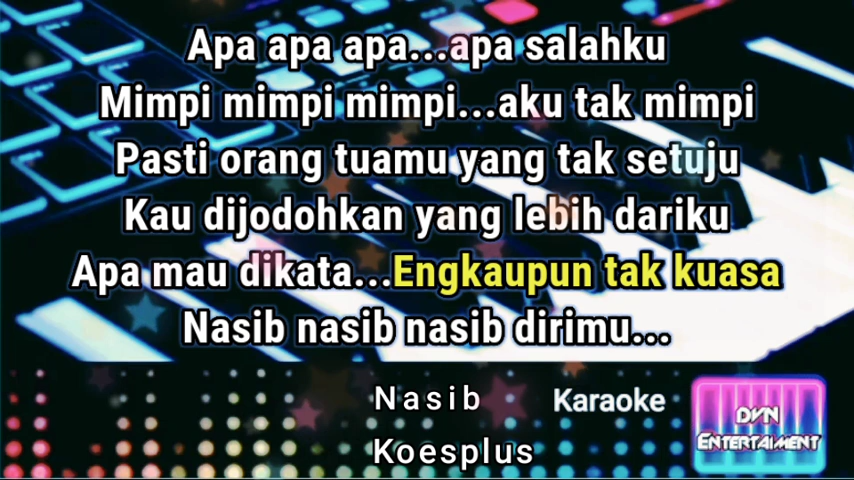 Apa apa apa...apa salahku
Mimpi mimpi mimpi...aku tak mimpi
Pasti orang tuamu yang tak setuju
Kau dijodohkan yang lebih dariku
Apa mau dikata...Engkaupun tak kuasa
Nasib nasib nasib dirimu...
Nasib Karaoke
Koesplus
DVN
ENTERTAIMENT